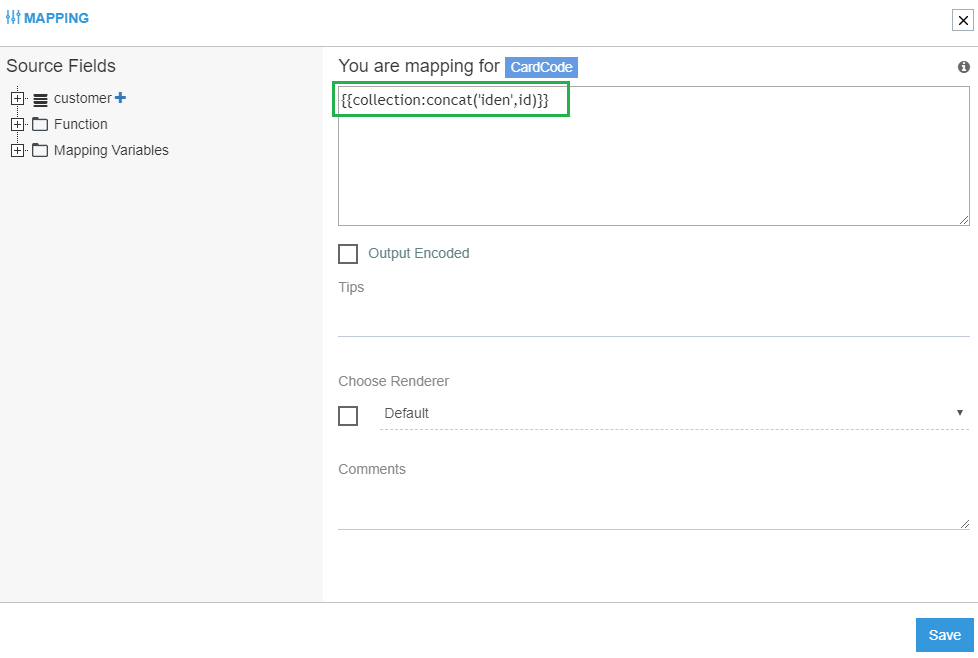 MAPPING
Source Fields
customer
Function
Mapping Variables
You are mapping for CardCode
{{collection:concat('iden',id)}}
Output Encoded
Tips
Choose Renderer
Default
Comments
Save